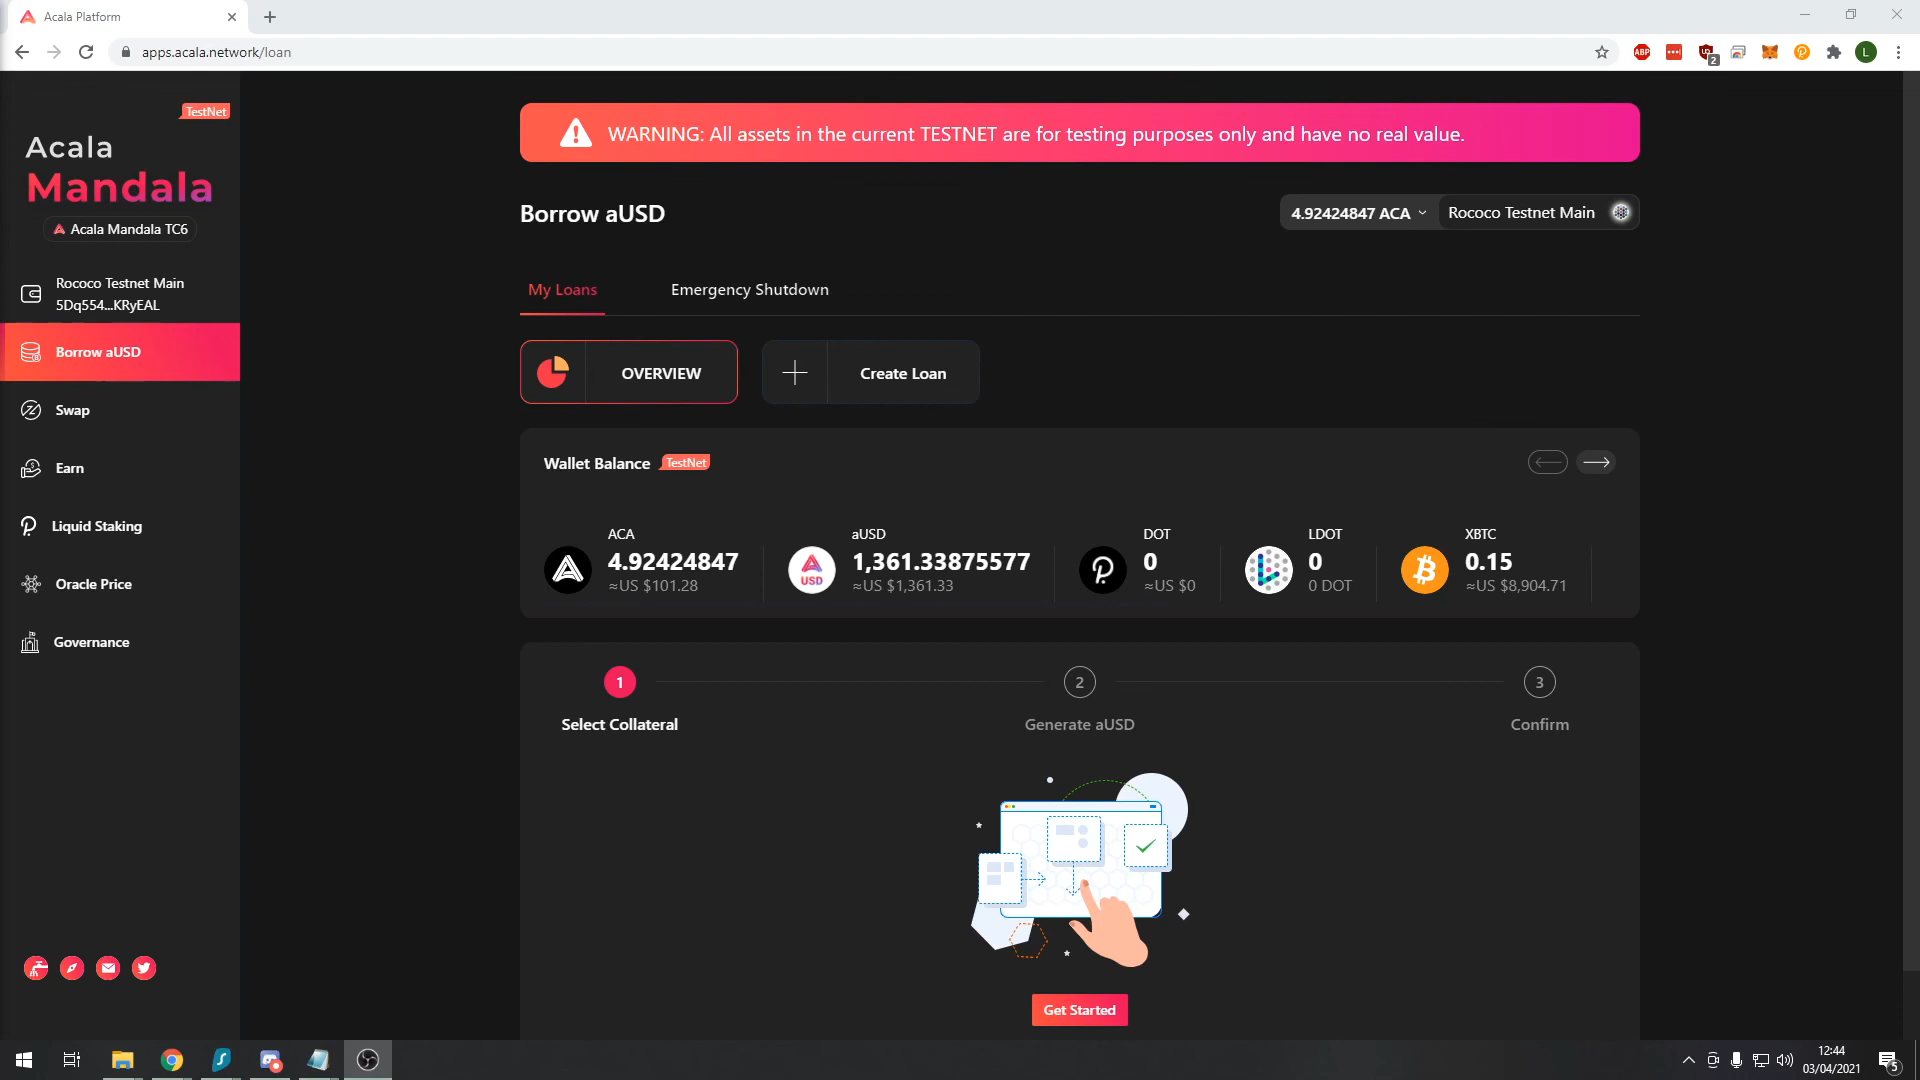 Acala Platform
apps.acala.network/loan
ABP
2
L
TestNet
Acala
Mandala
Acala Mandala TC6
Rococo Testnet Main
5Dq554...KRyEAL
Borrow aUSD
Swap
Earn
Liquid Staking
Oracle Price
Governance
WARNING: All assets in the current TESTNET are for testing purposes only and have no real value.
Borrow aUSD
4.92424847 ACA
Rococo Testnet Main
My Loans
Emergency Shutdown
OVERVIEW
Create Loan
Wallet Balance
TestNet
ACA
4.92424847
≈US $101.28
USD
aUSD
1,361.33875577
≈US $1,361.33
DOT
0
≈US $0
LDOT
0
0 DOT
XBTC
0.15
≈US $8,904.71
1
Select Collateral
2
Generate aUSD
3
Confirm
Get Started
12:44
03/04/2021
5